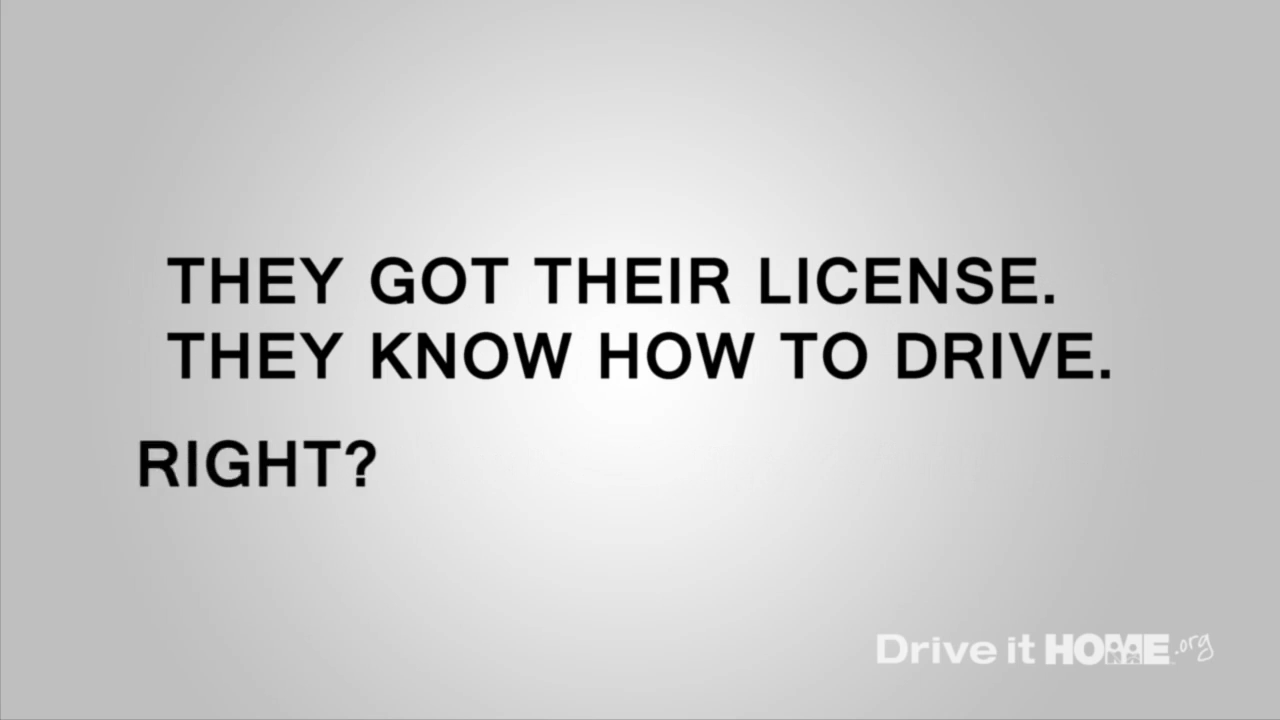 THEY GOT THEIR LICENSE.
THEY KNOW HOW TO DRIVE.
RIGHT?
Drive it HOME.org